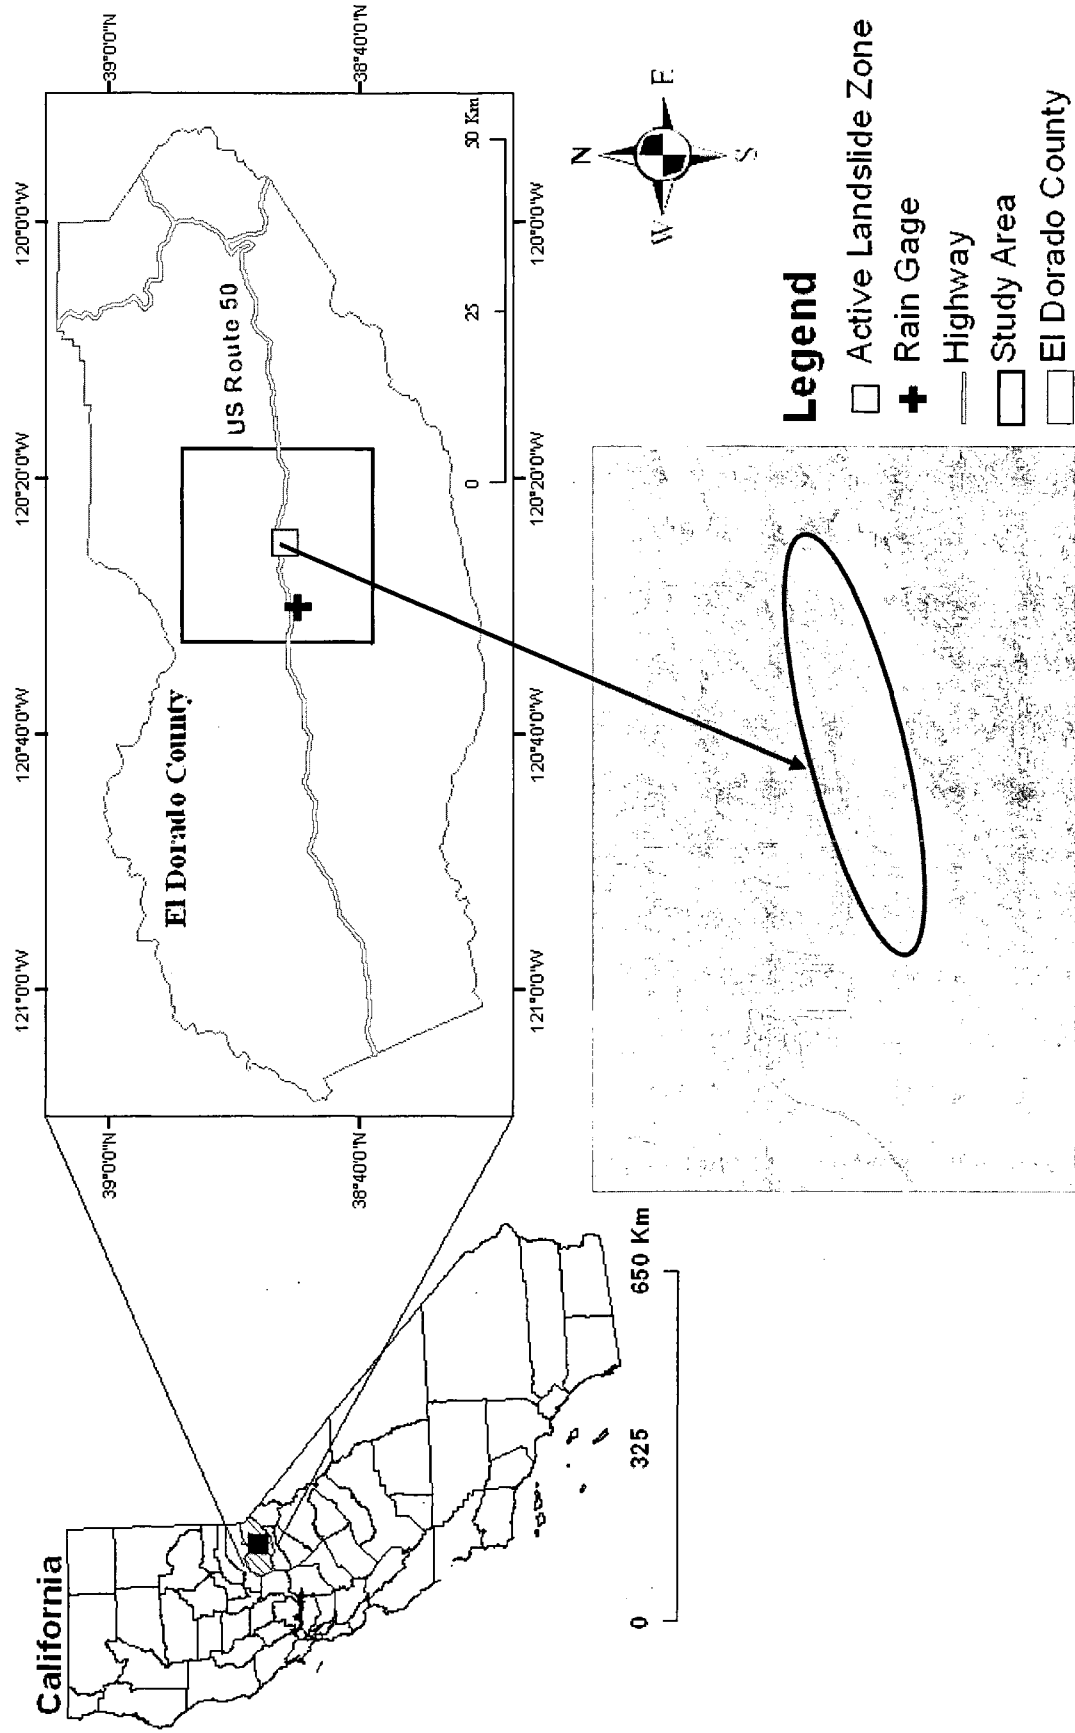 California
0 325 650 Km
121°0'0"W 120°40'0"W 120°20'0"W 120°0'0"W
39°0'0"N 39°0'0"N
El Dorado County
US Route 50
38°40'0"N 38°40'0"N
0 25 50 Km
121°0'0"W 120°40'0"W 120°20'0"W 120°0'0"W
N
W E
S
Legend
Active Landslide Zone
Rain Gage
Highway
Study Area
El Dorado County